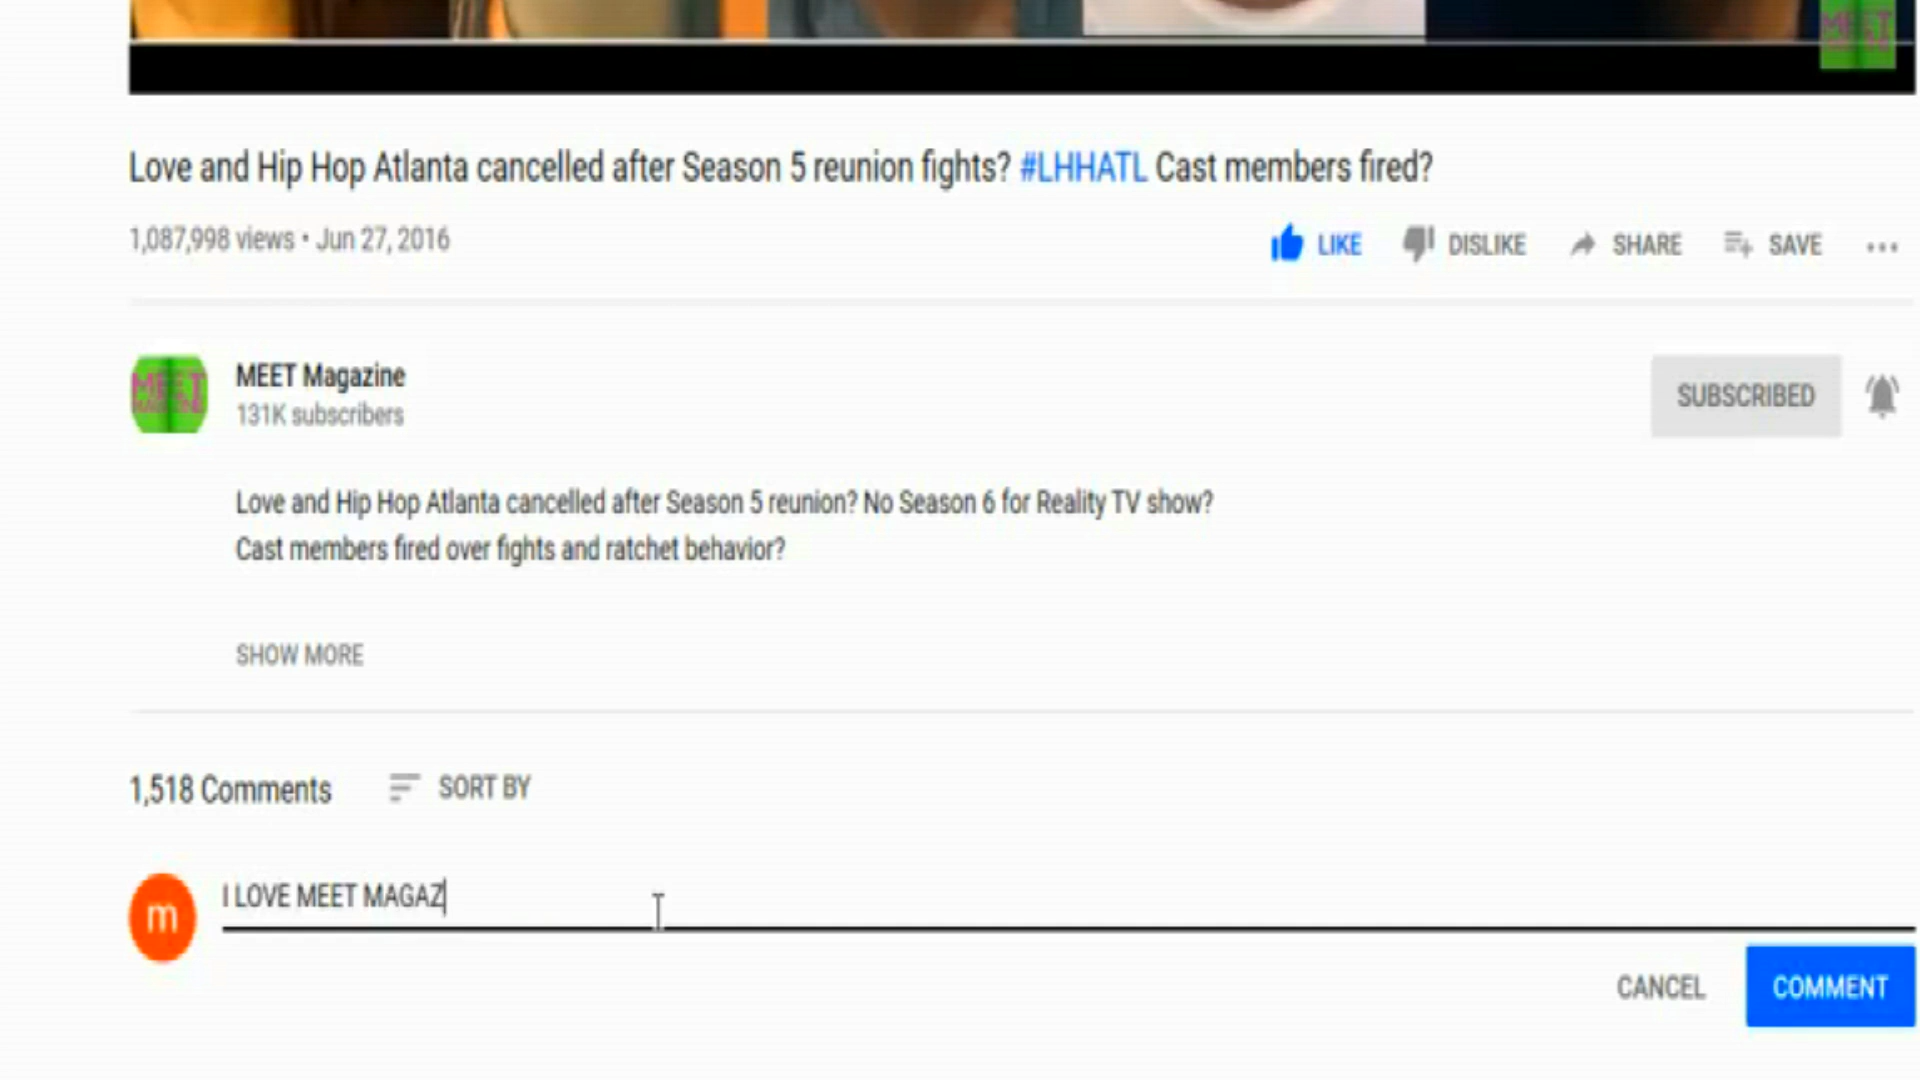 MEET
Love and Hip Hop Atlanta cancelled after Season 5 reunion fights? #LHHATL Cast members fired?
1,087,998 views • Jun 27, 2016
LIKE DISLIKE SHARE SAVE ...
MEET
MEET Magazine
131K subscribers
SUBSCRIBED
Love and Hip Hop Atlanta cancelled after Season 5 reunion? No Season 6 for Reality TV show?
Cast members fired over fights and ratchet behavior?
SHOW MORE
1,518 Comments SORT BY
m
I LOVE MEET MAGAZ
CANCEL COMMENT